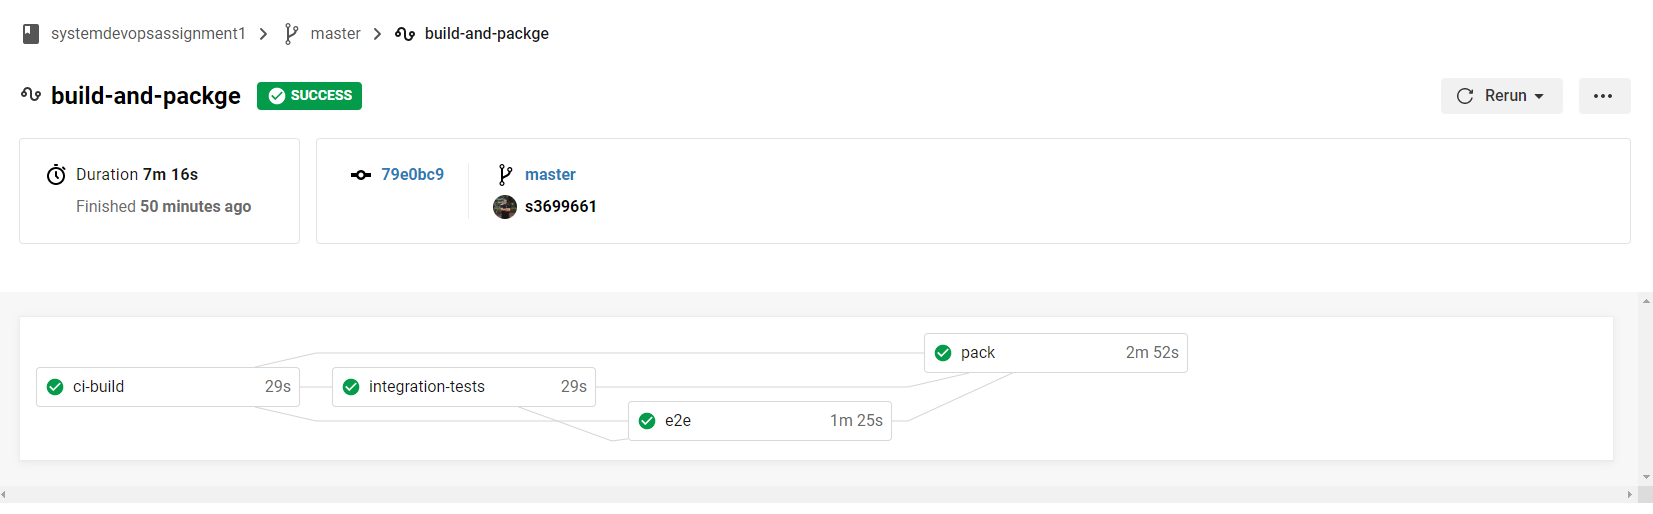 systemdevopsassignment1 > master > build-and-packge
build-and-packge SUCCESS Rerun ...
Duration 7m 16s 79e0bc9 master
Finished 50 minutes ago s3699661
pack 2m 52s
ci-build 29s integration-tests 29s
e2e 1m 25s